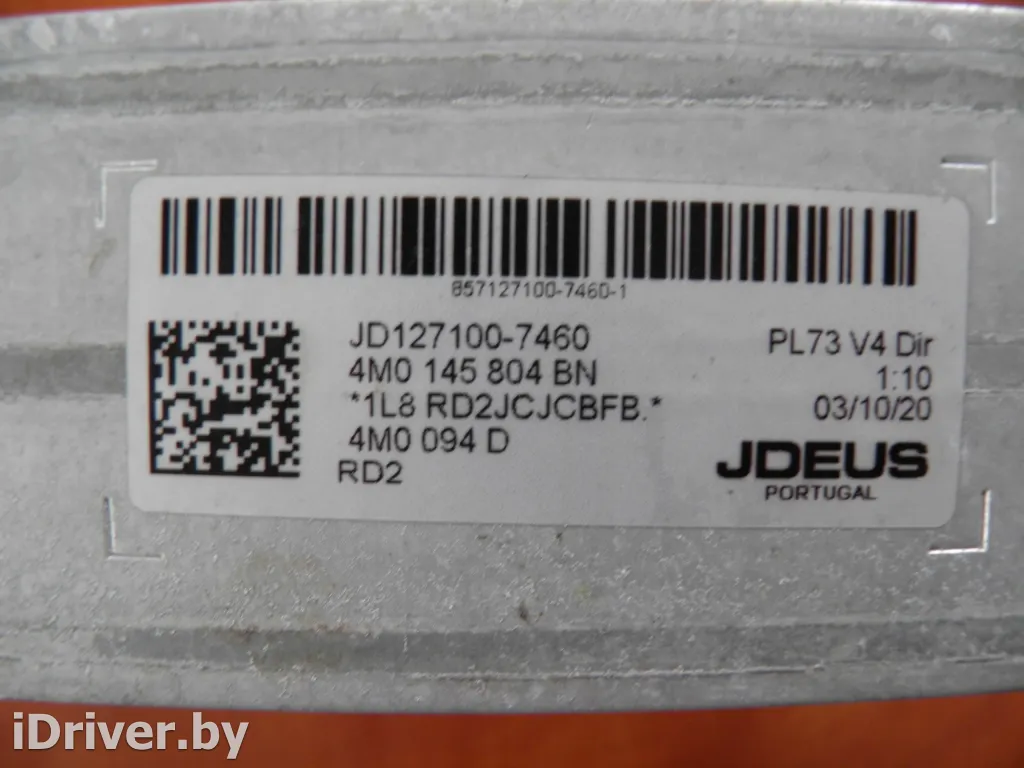 857127100-7460-1
JD127100-7460
4M0 145 804 BN
*1L8 RD2JCJCBFB.*
4M0 094 D
RD2
PL73 V4 Dir
1:10
03/10/20
JDEUS
PORTUGAL
iDriver.by